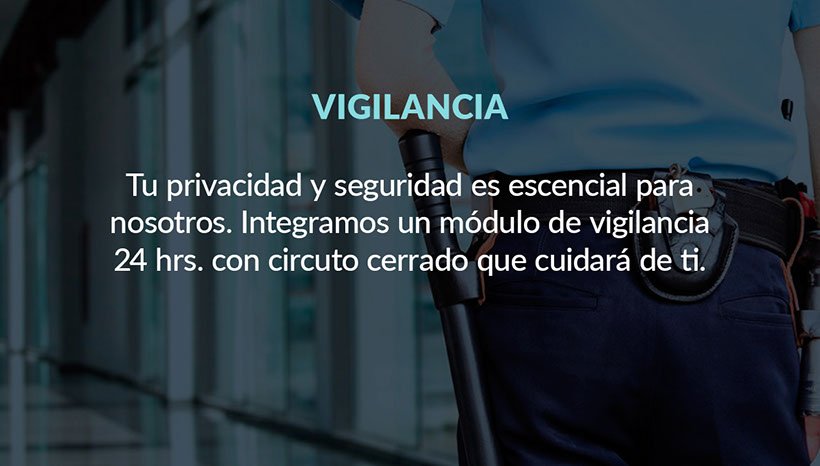 VIGILANCIA
Tu privacidad y seguridad es escencial para
nosotros. Integramos un módulo de vigilancia
24 hrs. con circuto cerrado que cuidará de ti.